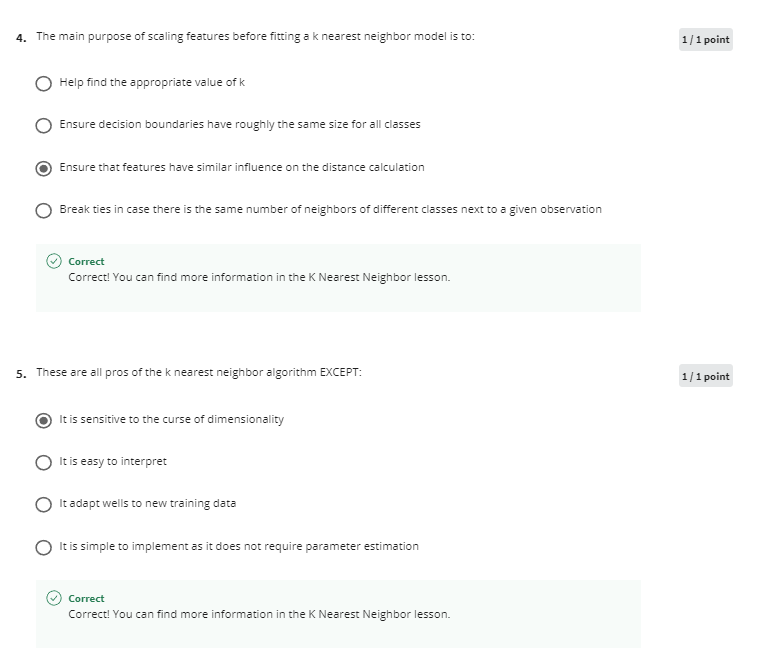 4. The main purpose of scaling features before fitting a k nearest neighbor model is to:
1 / 1 point
Help find the appropriate value of k
Ensure decision boundaries have roughly the same size for all classes
Ensure that features have similar influence on the distance calculation
Break ties in case there is the same number of neighbors of different classes next to a given observation
Correct
Correct! You can find more information in the K Nearest Neighbor lesson.
5. These are all pros of the k nearest neighbor algorithm EXCEPT:
1 / 1 point
It is sensitive to the curse of dimensionality
It is easy to interpret
It adapt wells to new training data
It is simple to implement as it does not require parameter estimation
Correct
Correct! You can find more information in the K Nearest Neighbor lesson.